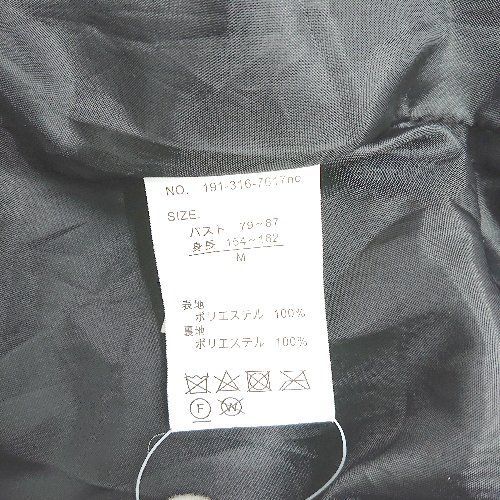 NO. 191-316-7617nc
SIZE.
バスト 79~87
身長 154~162
M
表地
ポリエステル 100%
裏地
ポリエステル 100%
F W